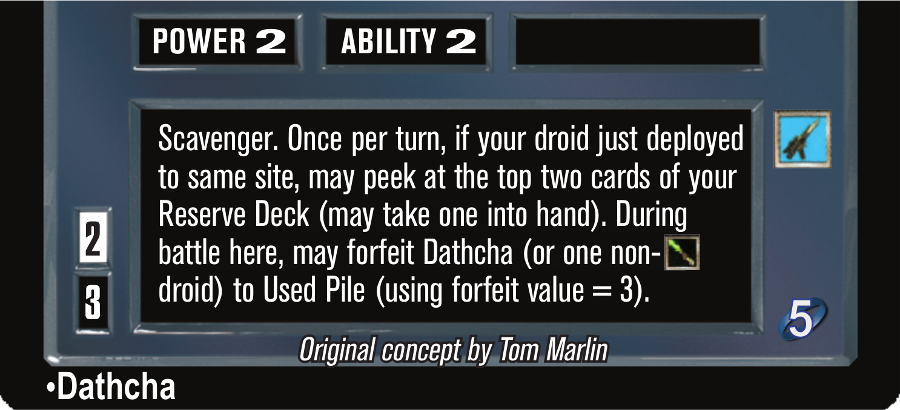 POWER 2 ABILITY 2
Scavenger. Once per turn, if your droid just deployed
to same site, may peek at the top two cards of your
Reserve Deck (may take one into hand). During
battle here, may forfeit Dathcha (or one non-
droid) to Used Pile (using forfeit value = 3).
2
3
5
Original concept by Tom Marlin
•Dathcha